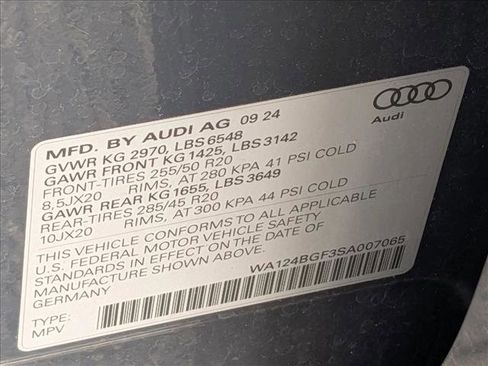 MFD. BY AUDI AG 09 24
GVWR KG 2970, LBS 6548
GAWR FRONT KG 1425, LBS 3142
FRONT-TIRES 255/50 R20
8,5JX20 RIMS, AT 280 KPA 41 PSI COLD
GAWR REAR KG 1655, LBS 3649
REAR-TIRES 285/45 R20
10JX20 RIMS, AT 300 KPA 44 PSI COLD
THIS VEHICLE CONFORMS TO ALL APPLICABLE
U.S. FEDERAL MOTOR VEHICLE SAFETY
STANDARDS IN EFFECT ON THE DATE OF
MANUFACTURE SHOWN ABOVE.
WA124BGF3SA007065
TYPE:
MPV
Audi